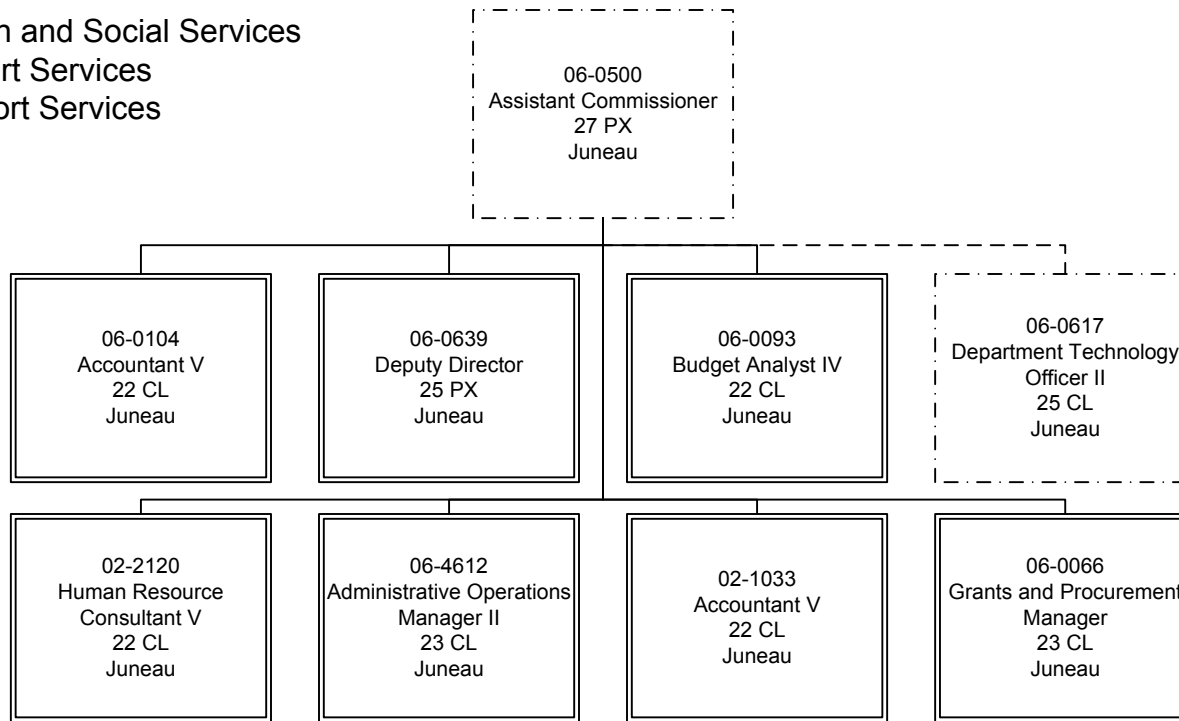 and Social Services
Services
Services
06-0500
Assistant Commissioner
27 PX
Juneau
06-0104
Accountant V
22 CL
Juneau
06-0639
Deputy Director
25 PX
Juneau
06-0093
Budget Analyst IV
22 CL
Juneau
06-0617
Department Technology
Officer II
25 CL
Juneau
02-2120
Human Resource
Consultant V
22 CL
Juneau
06-4612
Administrative Operations
Manager II
23 CL
Juneau
02-1033
Accountant V
22 CL
Juneau
06-0066
Grants and Procurement
Manager
23 CL
Juneau